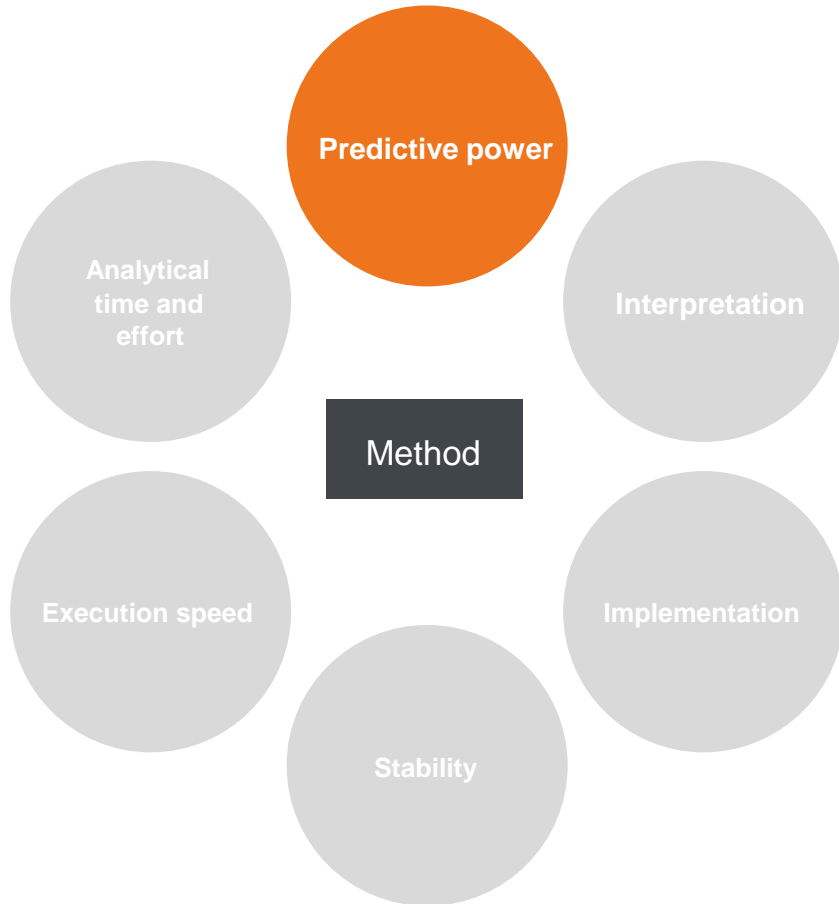 Predictive power
Analytical
time and
effort
Interpretation
Method
Execution speed
Implementation
Stability